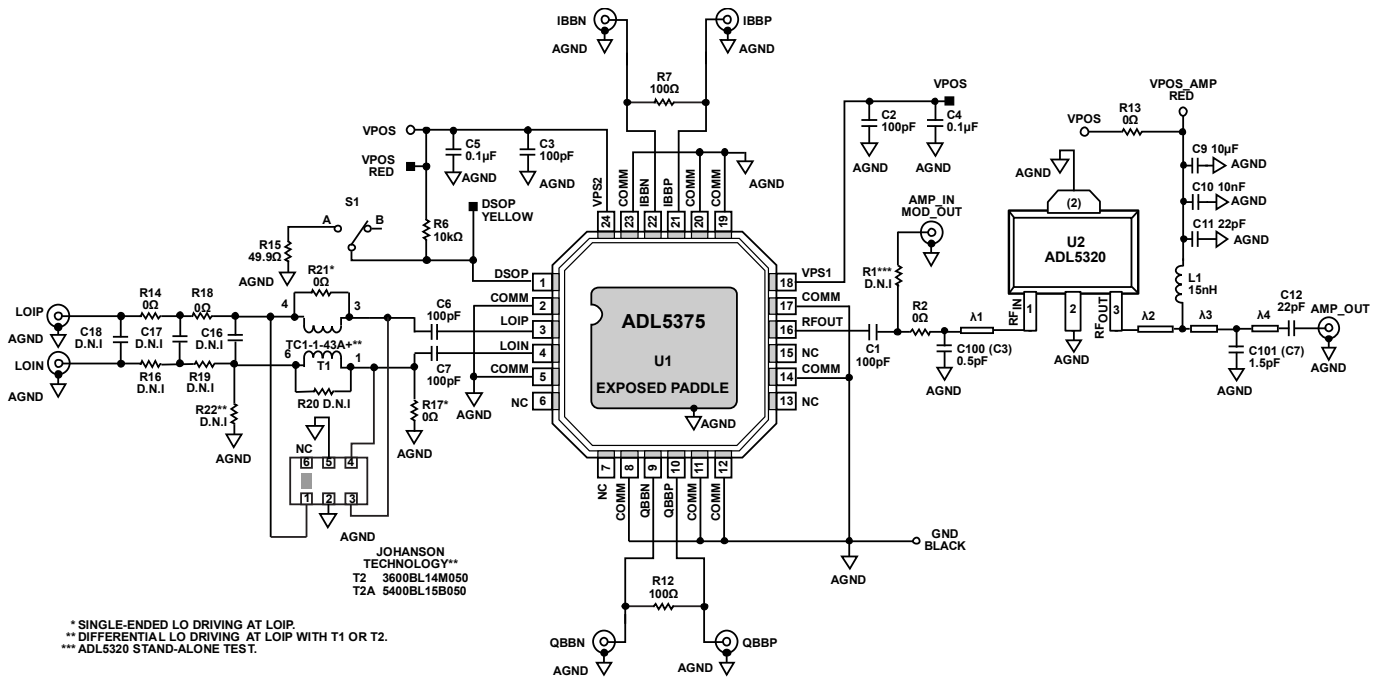 IBBN
AGND
IBBP
AGND
R7
100Ω
VPOS
VPOS
RED
C5
0.1µF
AGND
C3
100pF
AGND
DSOP
YELLOW
S1
A
B
R6
10kΩ
R15
49.9Ω
AGND
R21*
0Ω
4
3
R14
0Ω
R18
0Ω
LOIP
AGND
C18
D.N.I
C17
D.N.I
C16
D.N.I
LOIN
AGND
R16
D.N.I
R19
D.N.I
TC1-1-43A+**
T1
6
1
R20 D.N.I
R22**
D.N.I
AGND
R17*
0Ω
AGND
C6
100pF
C7
100pF
NC
6
5
4
1
2
3
AGND
JOHANSON
TECHNOLOGY**
T2 3600BL14M050
T2A 5400BL15B050
VPS2
COMM
IBBN
IBBP
COMM
COMM
24
23
22
21
20
19
AGND
DSOP
1
COMM
2
LOIP
3
LOIN
4
COMM
5
NC
6
AGND
ADL5375
U1
EXPOSED PADDLE
AGND
18
VPS1
17
COMM
16
RFOUT
15
NC
14
COMM
13
NC
7
8
9
10
11
12
NC
COMM
QBBN
QBBP
COMM
COMM
GND
BLACK
AGND
R12
100Ω
QBBN
AGND
QBBP
AGND
VPOS
C2
100pF
AGND
C4
0.1µF
AGND
AMP_IN
MOD_OUT
R1***
D.N.I
AGND
C1
100pF
R2
0Ω
C100 (C3)
0.5pF
AGND
λ1
VPOS
R13
0Ω
VPOS_AMP
RED
C9 10µF
AGND
C10 10nF
AGND
C11 22pF
AGND
AGND
(2)
U2
ADL5320
RFIN
1
2
RFOUT
3
AGND
L1
15nH
λ2
λ3
λ4
C12
22pF
AMP_OUT
C101 (C7)
1.5pF
AGND
AGND
* SINGLE-ENDED LO DRIVING AT LOIP.
** DIFFERENTIAL LO DRIVING AT LOIP WITH T1 OR T2.
*** ADL5320 STAND-ALONE TEST.